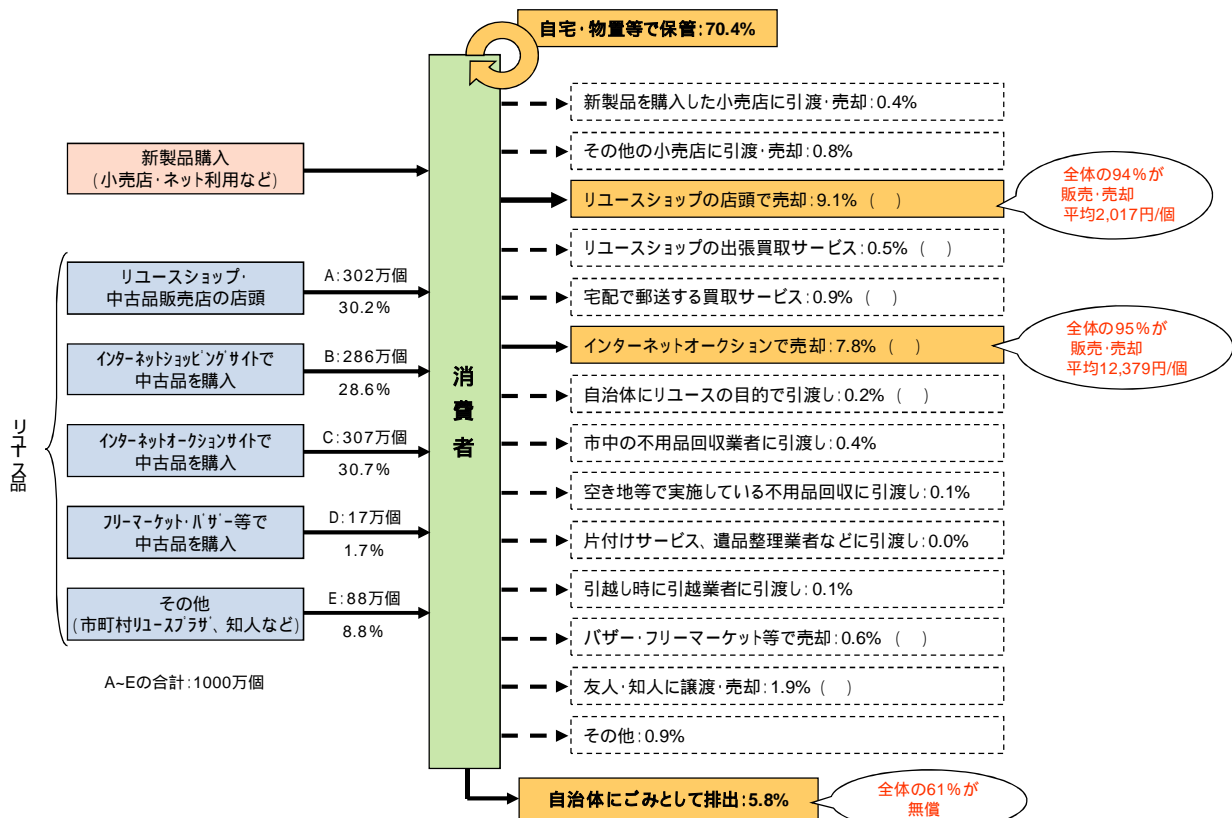 自宅・物置等で保管:70.4%
新製品を購入した小売店に引渡・売却:0.4%
その他の小売店に引渡・売却:0.8%
新製品購入
(小売店・ネット利用など)
リユースショップの店頭で売却:9.1% (  )
全体の94%が
販売・売却
平均2,017円/個
リユースショップの出張買取サービス:0.5% (  )
リユース品
リユースショップ・
中古品販売店の店頭
A:302万個
30.2%
宅配で郵送する買取サービス:0.9% (  )
インターネットオークションで売却:7.8% (  )
全体の95%が
販売・売却
平均12,379円/個
インターネットショッピングサイトで
中古品を購入
B:286万個
28.6%
消費者
自治体にリユースの目的で引渡し:0.2% (  )
インターネットオークションサイトで
中古品を購入
C:307万個
30.7%
市中の不用品回収業者に引渡し:0.4%
空き地等で実施している不用品回収に引渡し:0.1%
フリーマーケット・バザー等で
中古品を購入
D:17万個
1.7%
片付けサービス、遺品整理業者などに引渡し:0.0%
引越し時に引越業者に引渡し:0.1%
その他
(市町村リユースプラザ、知人など)
E:88万個
8.8%
バザー・フリーマーケット等で売却:0.6% (  )
A~Eの合計:1000万個
友人・知人に譲渡・売却:1.9% (  )
その他:0.9%
自治体にごみとして排出:5.8%
全体の61%が
無償